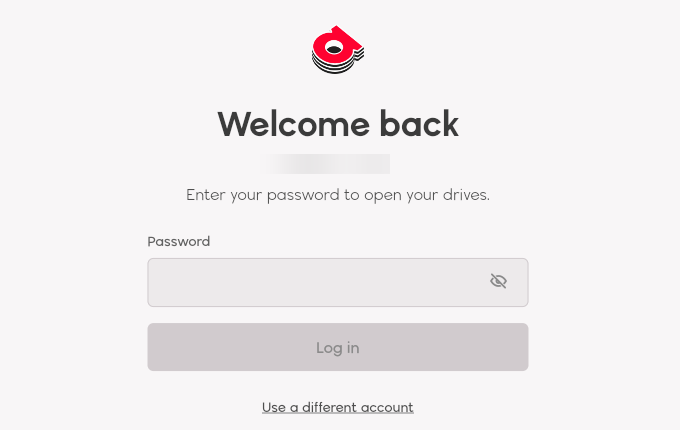 Welcome back
Enter your password to open your drives.
Password
Log in
Use a different account